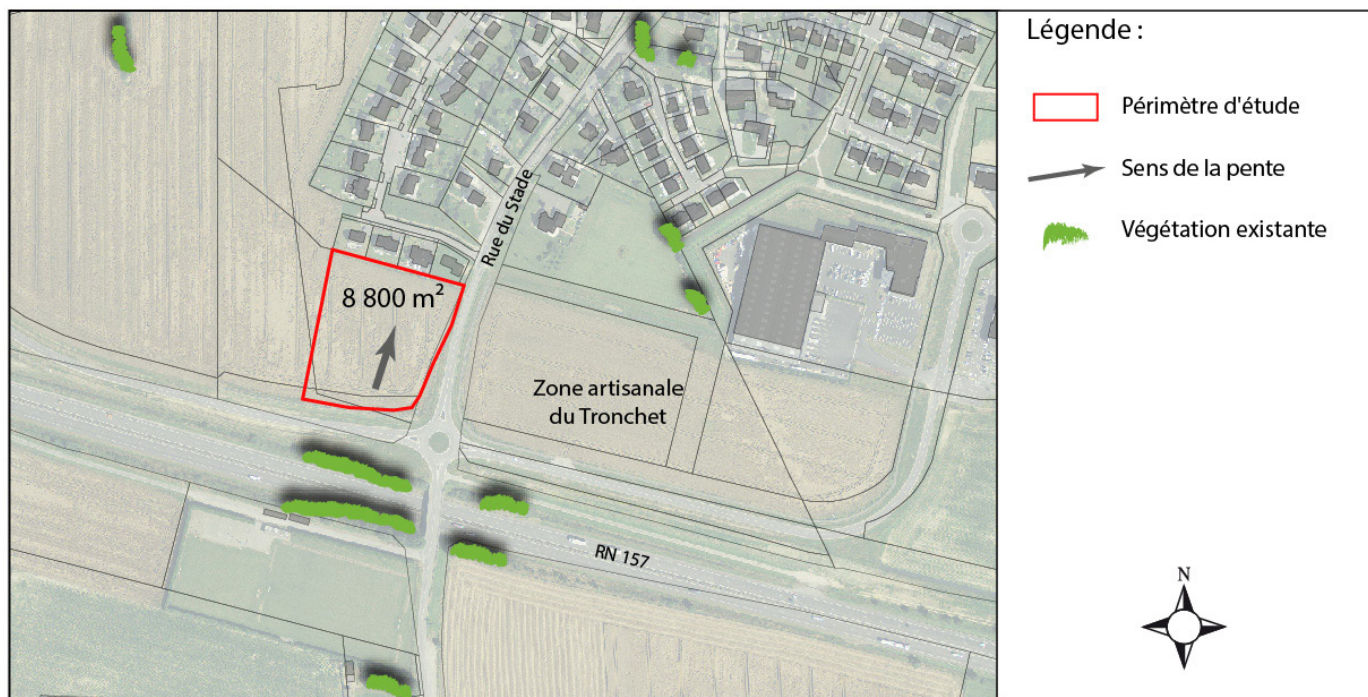 Légende :
Périmètre d'étude
Sens de la pente
Végétation existante
Rue du Stade
8 800 m²
Zone artisanale
du Tronchet
RN 157
N